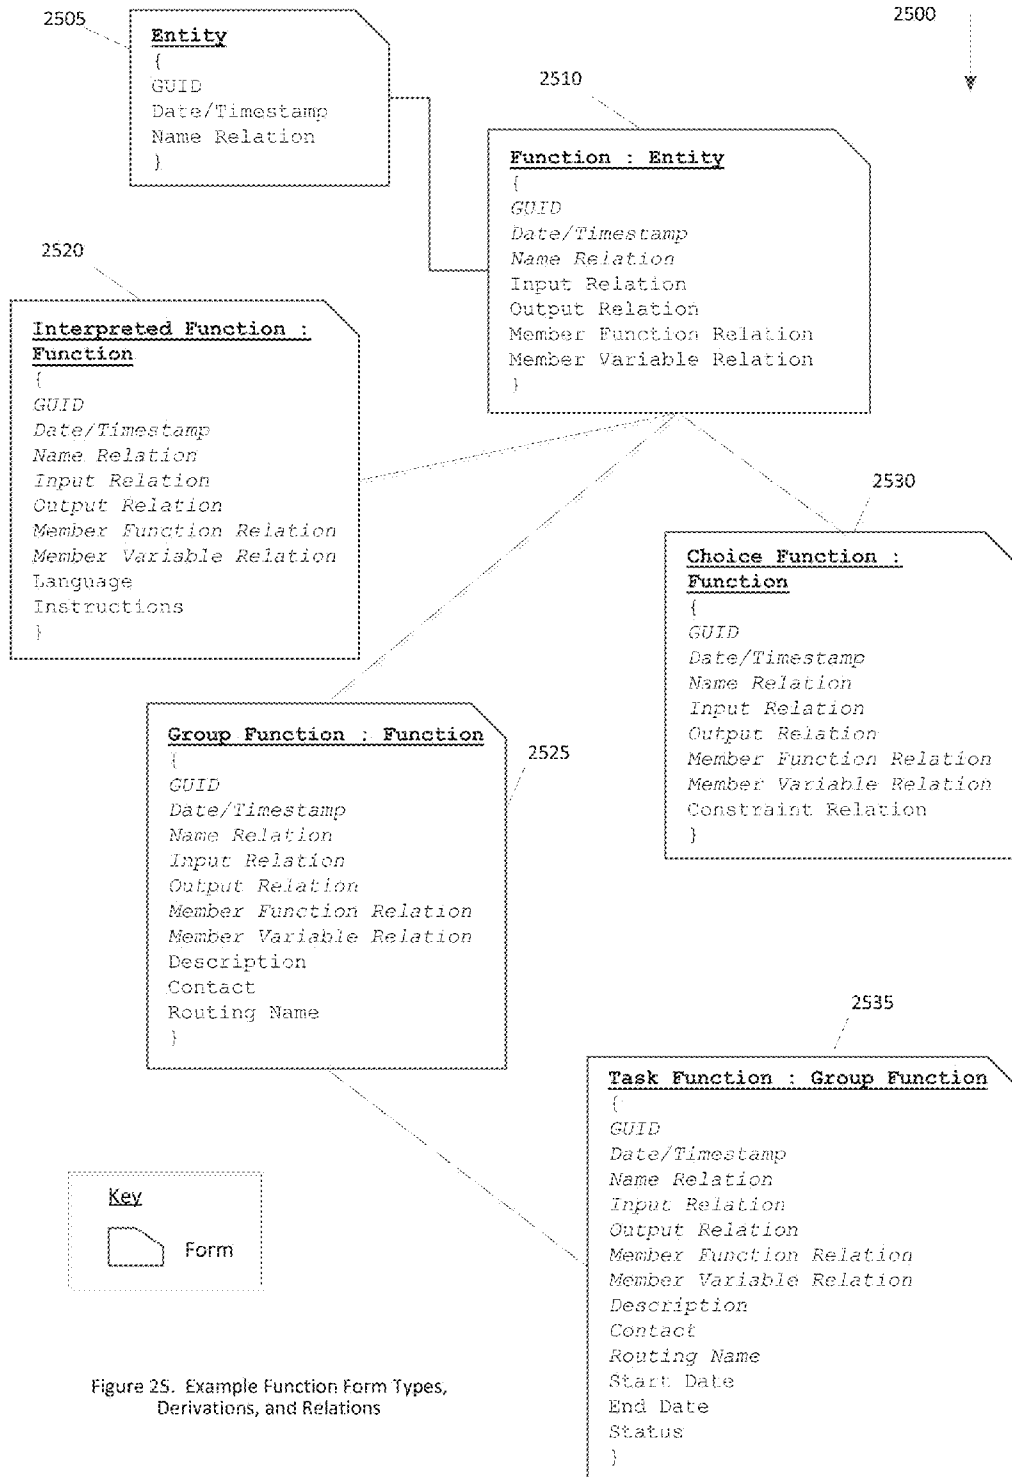 2505
2500
Entity
{
GUID
Date/Timestamp
Name Relation
}
2510
Function : Entity
{
GUID
Date/Timestamp
Name Relation
Input Relation
Output Relation
Member Function Relation
Member Variable Relation
}
2520
Interpreted Function :
Function
{
GUID
Date/Timestamp
Name Relation
Input Relation
Output Relation
Member Function Relation
Member Variable Relation
Language
Instructions
}
2530
Choice Function :
Function
{
GUID
Date/Timestamp
Name Relation
Input Relation
Output Relation
Member Function Relation
Member Variable Relation
Constraint Relation
}
2525
Group Function : Function
{
GUID
Date/Timestamp
Name Relation
Input Relation
Output Relation
Member Function Relation
Member Variable Relation
Description
Contact
Routing Name
}
2535
Task Function : Group Function
{
GUID
Date/Timestamp
Name Relation
Input Relation
Output Relation
Member Function Relation
Member Variable Relation
Description
Contact
Routing Name
Start Date
End Date
Status
}
Key
Form
Figure 25. Example Function Form Types,
Derivations, and Relations